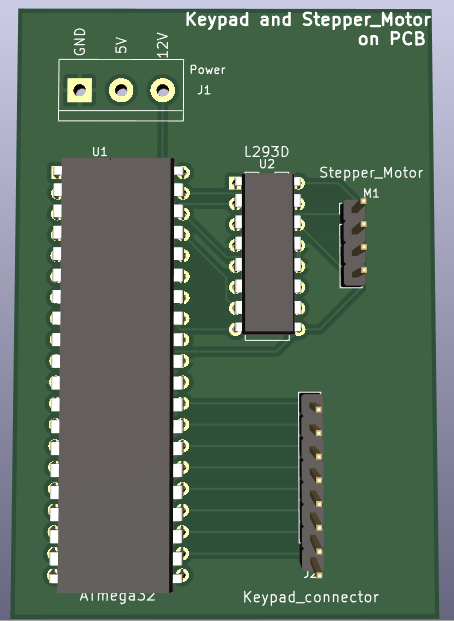 Keypad and Stepper_Motor
on PCB
GND
5V
12V
Power
J1
U1
L293D
U2
Stepper_Motor
M1
J2
ATmega32
Keypad_connector